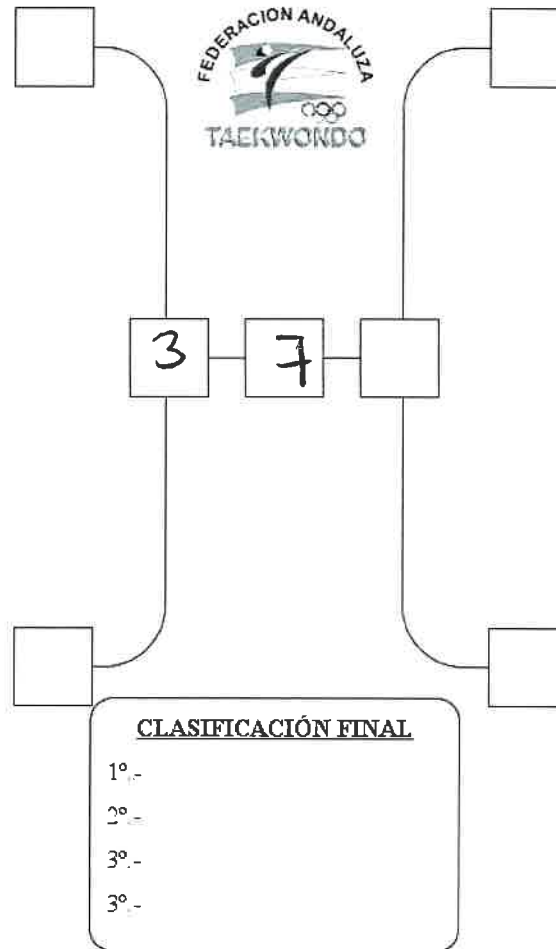 FEDERACION ANDALUZA
TAEKWONDO
3 7
CLASIFICACIÓN FINAL
1º.-
2º.-
3º.-
3º.-